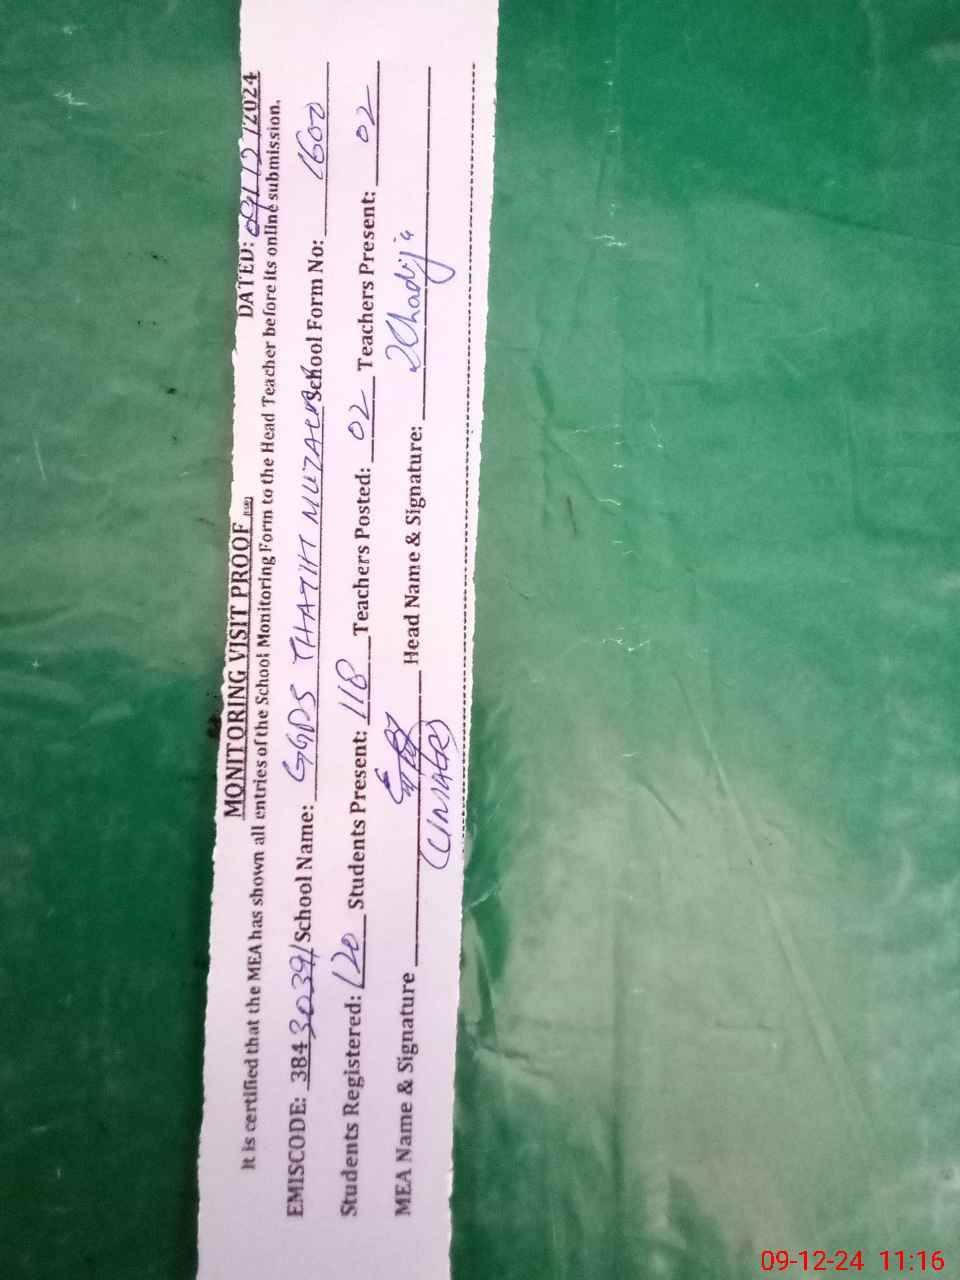 MONITORING VISIT PROOF
DATED: 09/12/2024
It is certified that the MEA has shown all entries of the School Monitoring Form to the Head Teacher before its online submission.
EMISCODE: 38430391 School Name: GGPS THATHI MUZAFAR School Form No: 1600
Students Registered: 120 Students Present: 118 Teachers Posted: 02 Teachers Present: 02
MEA Name & Signature (UMAR) Head Name & Signature: Khadija
09-12-24 11:16